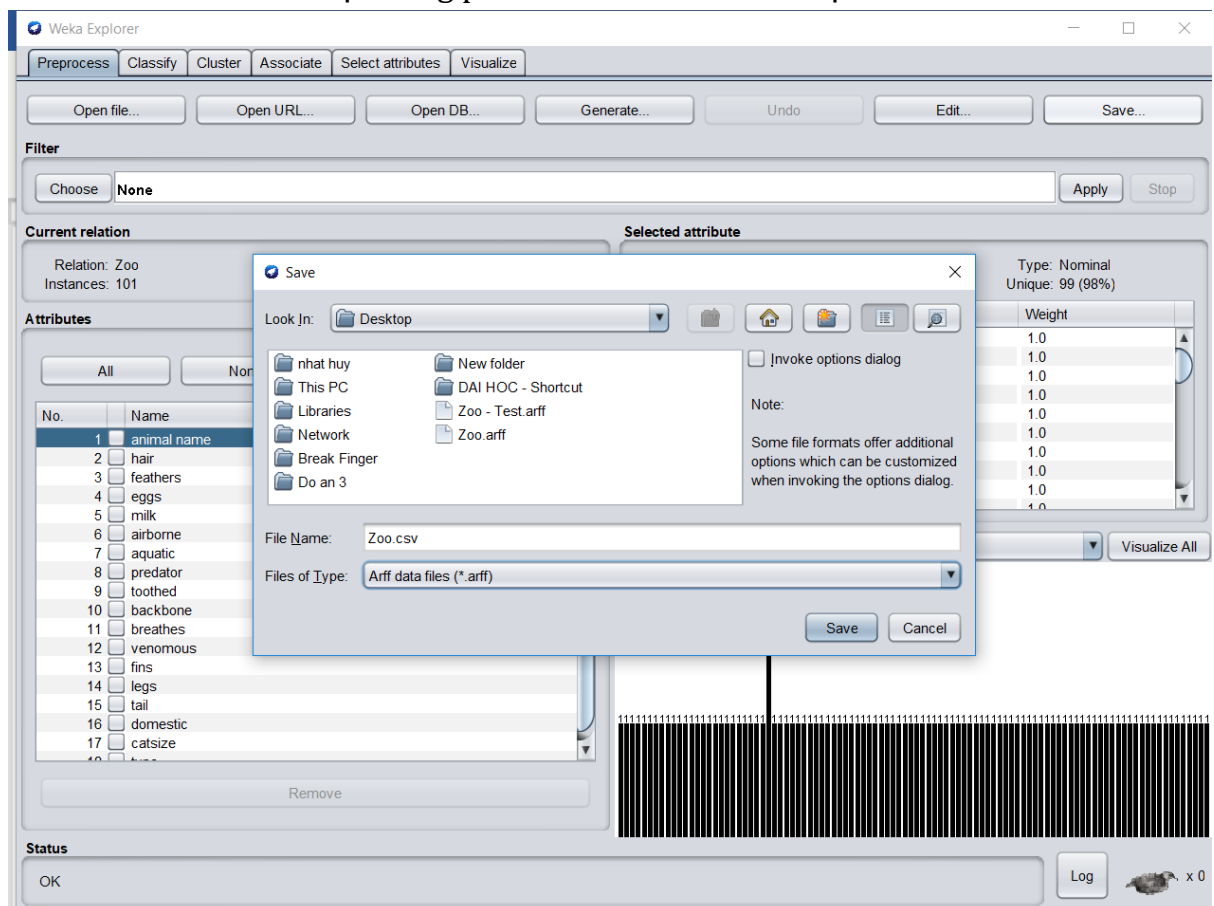 Weka Explorer
Preprocess Classify Cluster Associate Select attributes Visualize
Open file... Open URL... Open DB... Generate... Undo Edit... Save...
Filter
Choose None Apply Stop
Current relation Selected attribute
Relation: Zoo Type: Nominal
Instances: 101 Unique: 99 (98%)
Attributes
Weight
1.0
1.0
1.0
1.0
1.0
1.0
1.0
1.0
1.0
1.0
All Non
No. Name
1 animal name
2 hair
3 feathers
4 eggs
5 milk
6 airborne
7 aquatic
8 predator
9 toothed
10 backbone
11 breathes
12 venomous
13 fins
14 legs
15 tail
16 domestic
17 catsize
Remove
Save
Look In: Desktop
nhat huy New folder
This PC DAI HOC - Shortcut
Libraries Zoo - Test.arff
Network Zoo.arff
Break Finger
Do an 3
Invoke options dialog
Note:
Some file formats offer additional
options which can be customized
when invoking the options dialog.
File Name: Zoo.csv
Files of Type: Arff data files (*.arff)
Save Cancel
Visualize All
Status
OK
Log x 0